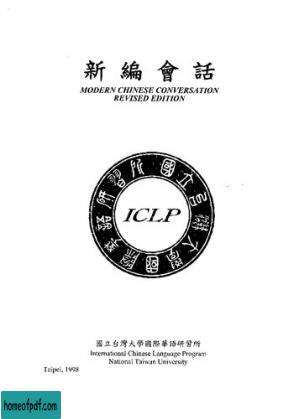 新編會話
MODERN CHINESE CONVERSATION
REVISED EDITION
ICLP
國立台灣大學國際華語研習所
International Chinese Language Program
National Taiwan University
Taipei, 1998
homeofpdf.com